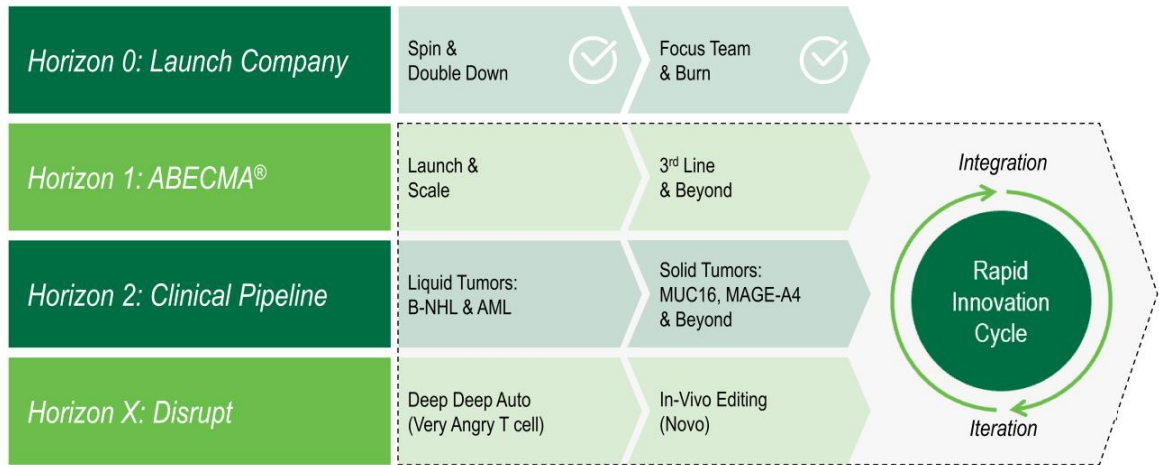 Horizon 0: Launch Company
Spin &
Double Down
Focus Team
& Burn
Horizon 1: ABECMA®
Launch &
Scale
3rd Line
& Beyond
Horizon 2: Clinical Pipeline
Liquid Tumors:
B-NHL & AML
Solid Tumors:
MUC16, MAGE-A4
& Beyond
Horizon X: Disrupt
Deep Deep Auto
(Very Angry T cell)
In-Vivo Editing
(Novo)
Integration
Rapid
Innovation
Cycle
Iteration